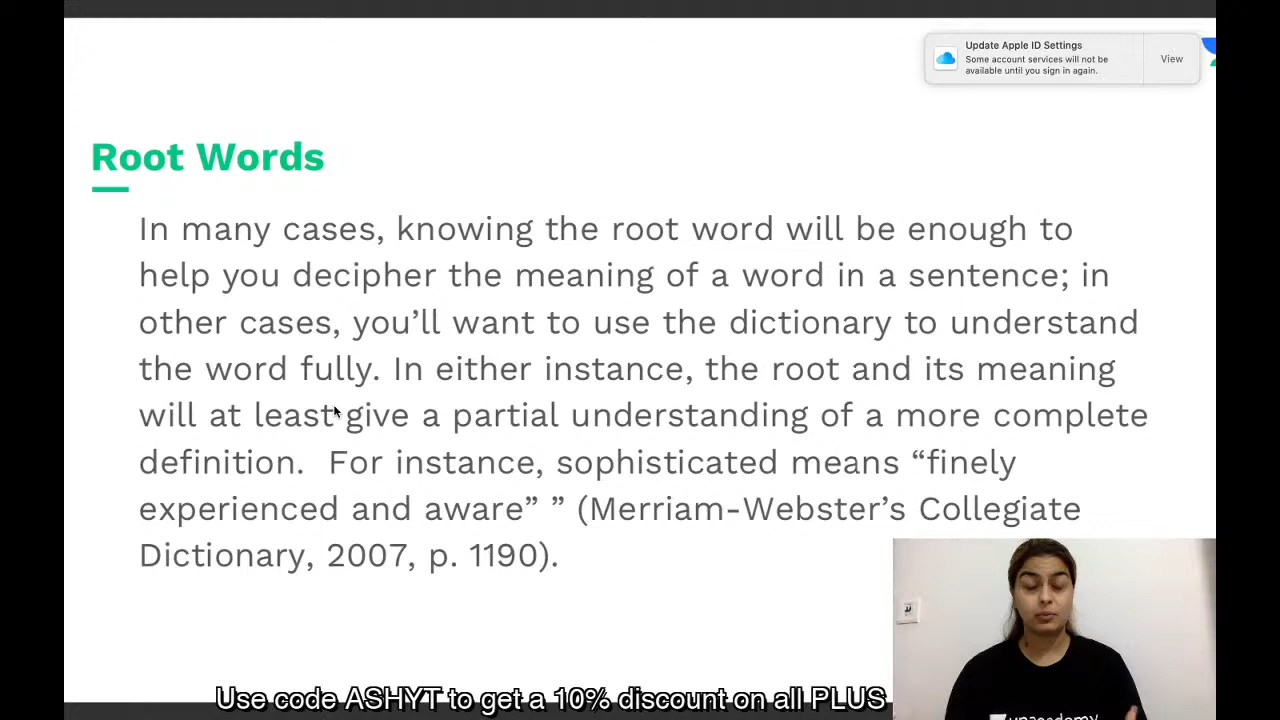 Update Apple ID Settings
Some account services will not be
available until you sign in again.
View
Root Words
In many cases, knowing the root word will be enough to
help you decipher the meaning of a word in a sentence; in
other cases, you’ll want to use the dictionary to understand
the word fully. In either instance, the root and its meaning
will at least give a partial understanding of a more complete
definition.  For instance, sophisticated means “finely
experienced and aware” ” (Merriam-Webster’s Collegiate
Dictionary, 2007, p. 1190).
Use code ASHYT to get a 10% discount on all PLUS
unacademy